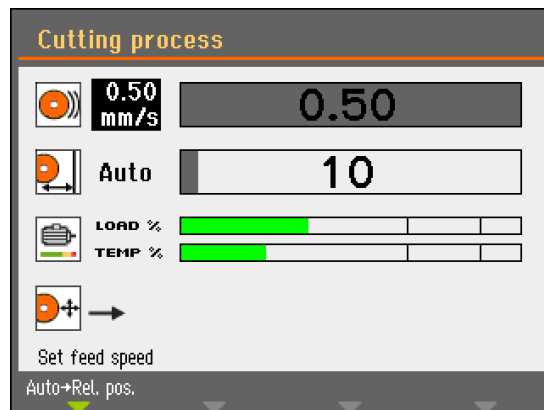 Cutting process
0.50
mm/s
0.50
Auto
10
LOAD %
TEMP %
Set feed speed
Auto→Rel. pos.